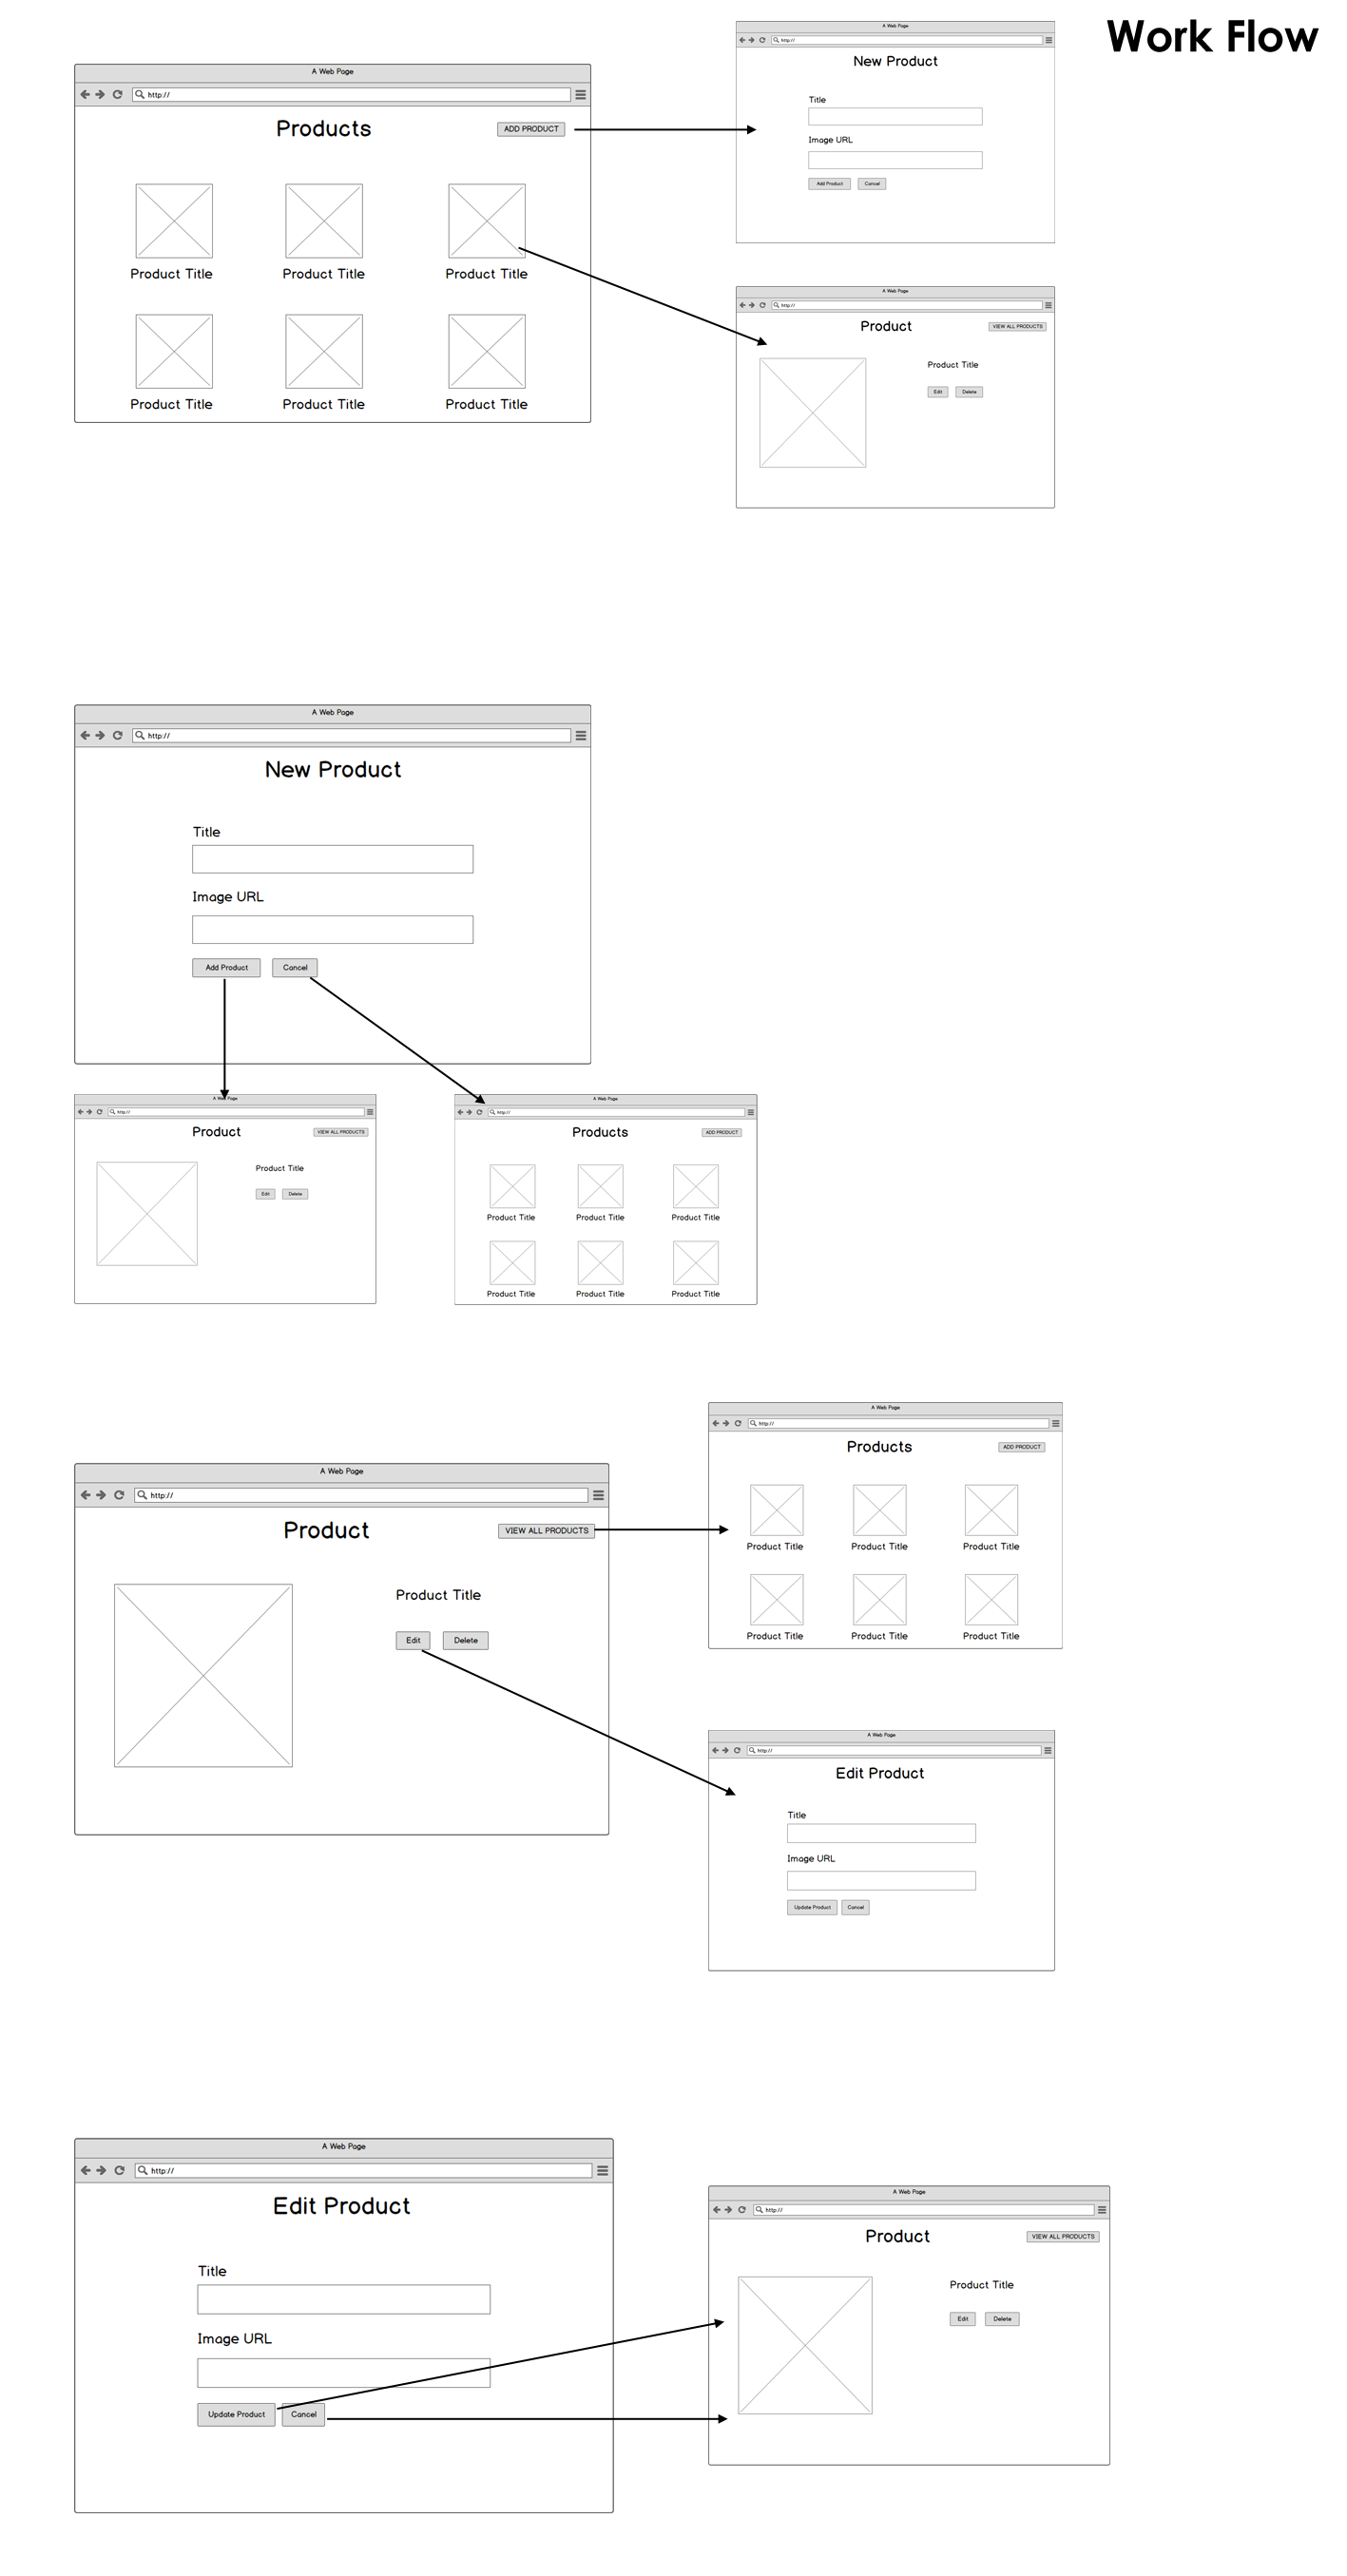 Work Flow
A Web Page
http://
Products
ADD PRODUCT
Product Title Product Title Product Title
Product Title Product Title Product Title
A Web Page
http://
New Product
Title
Image URL
Add Product Cancel
A Web Page
http://
Product
VIEW ALL PRODUCTS
Product Title
Edit Delete
A Web Page
http://
New Product
Title
Image URL
Add Product Cancel
A Web Page
http://
Product
VIEW ALL PRODUCTS
Product Title
Edit Delete
A Web Page
http://
Products
ADD PRODUCT
Product Title Product Title Product Title
Product Title Product Title Product Title
A Web Page
http://
Product
VIEW ALL PRODUCTS
Product Title
Edit Delete
A Web Page
http://
Products
ADD PRODUCT
Product Title Product Title Product Title
Product Title Product Title Product Title
A Web Page
http://
Edit Product
Title
Image URL
Update Product Cancel
A Web Page
http://
Edit Product
Title
Image URL
Update Product Cancel
A Web Page
http://
Product
VIEW ALL PRODUCTS
Product Title
Edit Delete